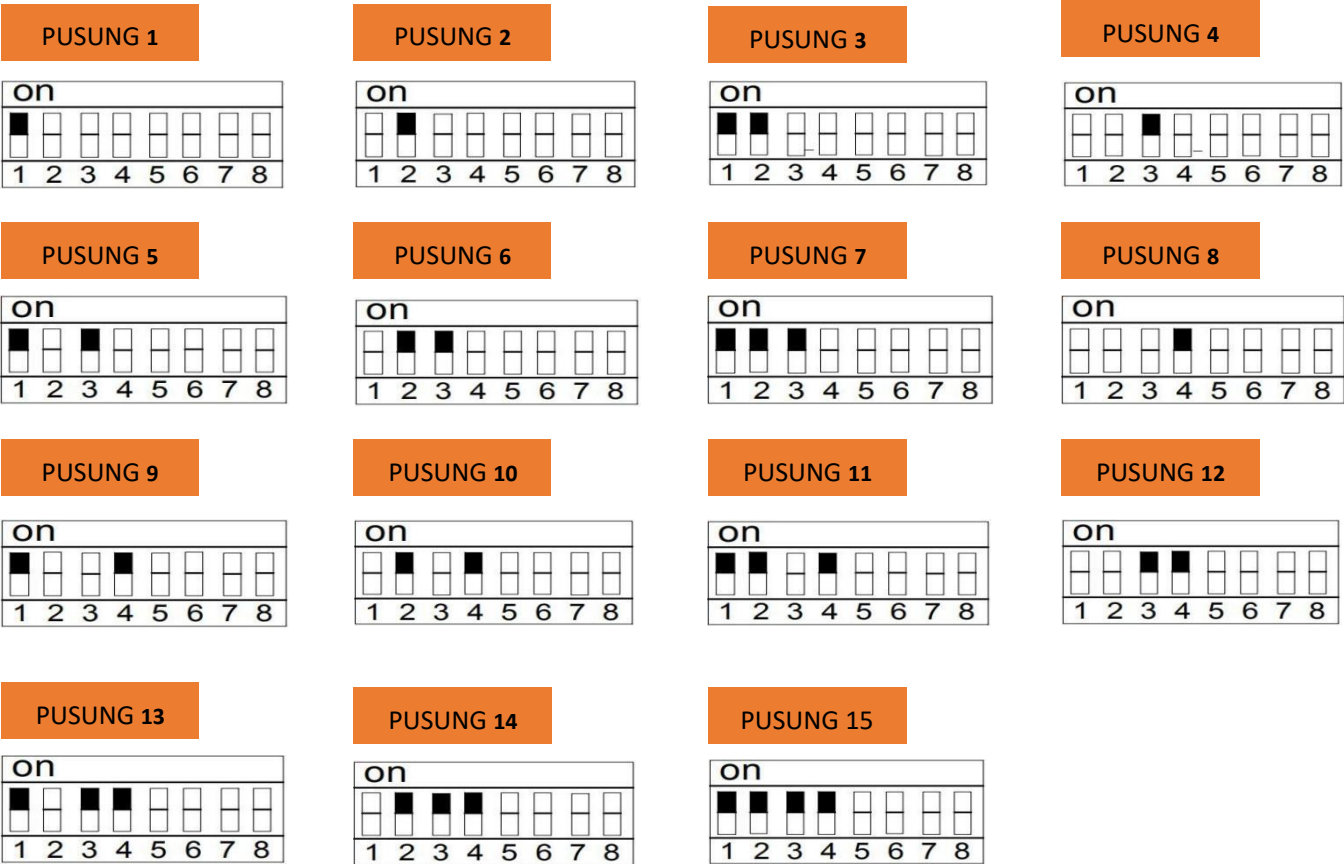 PUSUNG 1
PUSUNG 2
PUSUNG 3
PUSUNG 4
on
on
on
on
1 2 3 4 5 6 7 8
1 2 3 4 5 6 7 8
1 2 3 4 5 6 7 8
1 2 3 4 5 6 7 8
PUSUNG 5
PUSUNG 6
PUSUNG 7
PUSUNG 8
on
on
on
on
1 2 3 4 5 6 7 8
1 2 3 4 5 6 7 8
1 2 3 4 5 6 7 8
1 2 3 4 5 6 7 8
PUSUNG 9
PUSUNG 10
PUSUNG 11
PUSUNG 12
on
on
on
on
1 2 3 4 5 6 7 8
1 2 3 4 5 6 7 8
1 2 3 4 5 6 7 8
1 2 3 4 5 6 7 8
PUSUNG 13
PUSUNG 14
PUSUNG 15
on
on
on
1 2 3 4 5 6 7 8
1 2 3 4 5 6 7 8
1 2 3 4 5 6 7 8